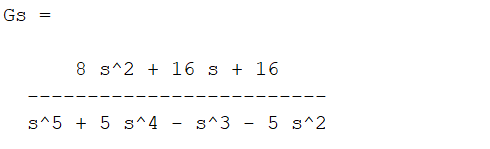 Gs =
8 s^2 + 16 s + 16
-------------------------
s^5 + 5 s^4 - s^3 - 5 s^2